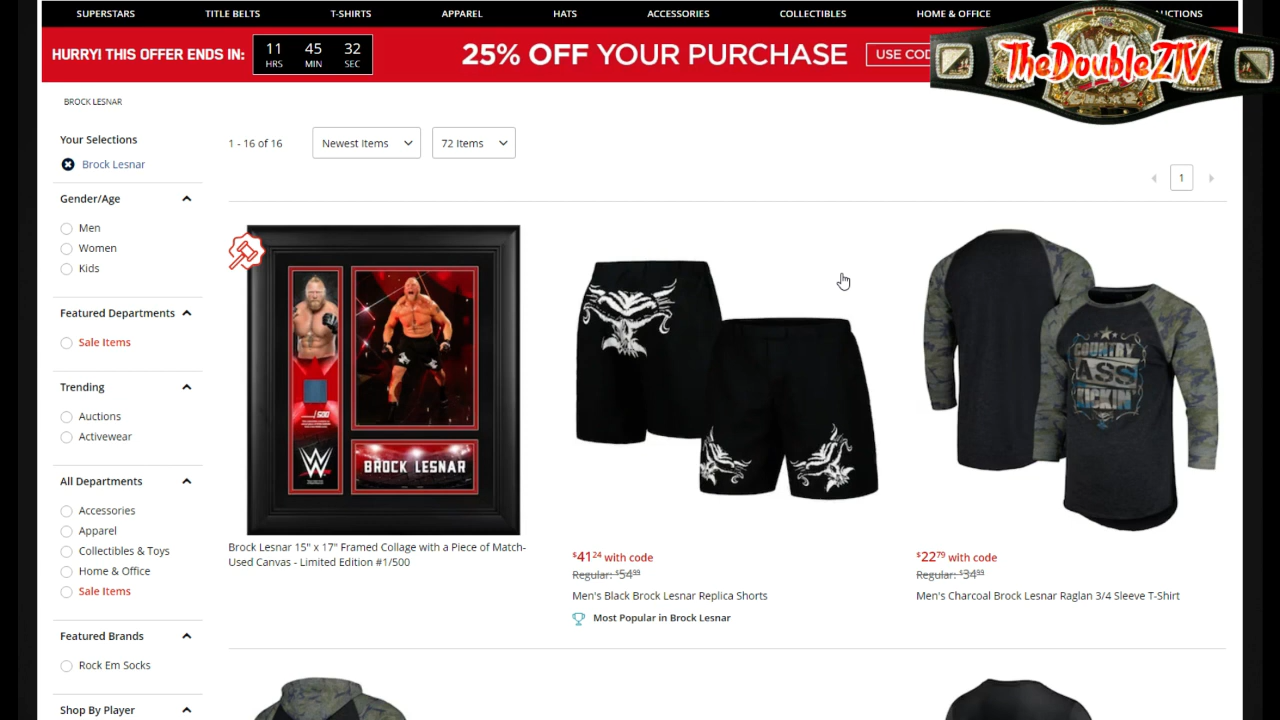 SUPERSTARS TITLE BELTS T-SHIRTS APPAREL HATS ACCESSORIES COLLECTIBLES HOME & OFFICE
HURRY! THIS OFFER ENDS IN: 11 HRS 45 MIN 32 SEC 25% OFF YOUR PURCHASE USE
TheDoubleZTV
BROCK LESNAR
Your Selections
Brock Lesnar
Gender/Age
Men
Women
Kids
Featured Departments
Sale Items
Trending
Auctions
Activewear
All Departments
Accessories
Apparel
Collectibles & Toys
Home & Office
Sale Items
Featured Brands
Rock Em Socks
Shop By Player
1 - 16 of 16 Newest Items 72 Items
1
/500
W
BROCK LESNAR
Brock Lesnar 15" x 17" Framed Collage with a Piece of Match-
Used Canvas - Limited Edition #1/500
$41.24 with code
Regular: $54.99
Men's Black Brock Lesnar Replica Shorts
Most Popular in Brock Lesnar
COUNTRY
ASS
KICKIN'
$22.79 with code
Regular: $34.99
Men's Charcoal Brock Lesnar Raglan 3/4 Sleeve T-Shirt